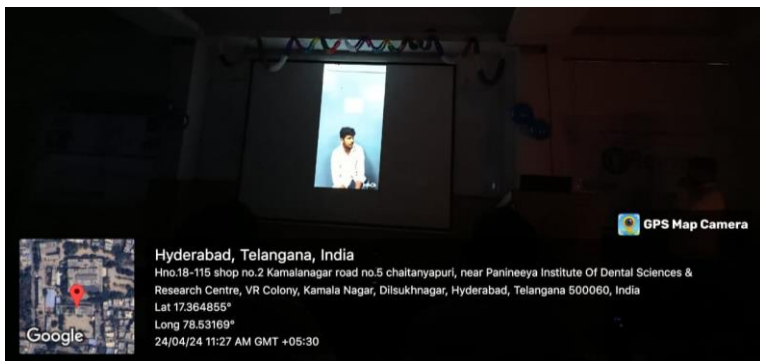 GPS Map Camera
Hyderabad, Telangana, India
Hno.18-115 shop no.2 Kamalanagar road no.5 chaitanyapuri, near Panineeya Institute Of Dental Sciences &
Research Centre, VR Colony, Kamala Nagar, Dilsukhnagar, Hyderabad, Telangana 500060, India
Lat 17.364855°
Long 78.53169°
24/04/24 11:27 AM GMT +05:30
Google